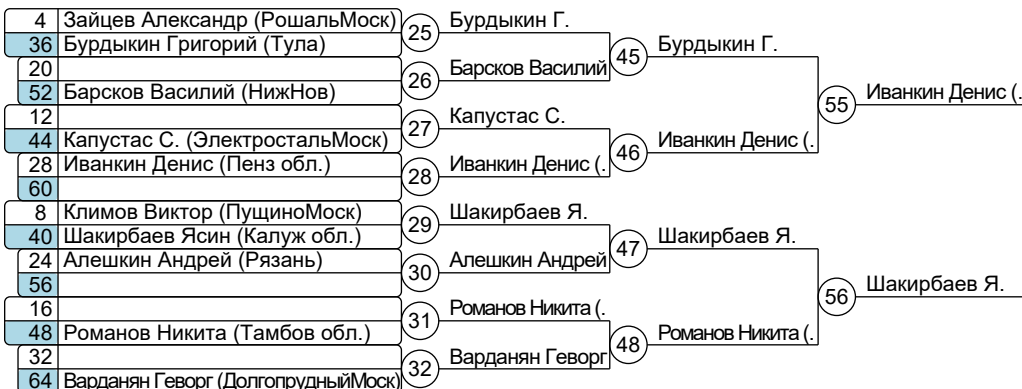 4 Зайцев Александр (РошальМоск) 25 Бурдыкин Г.
36 Бурдыкин Григорий (Тула) 45 Бурдыкин Г.
20
52 Барсков Василий (НижНов) 26 Барсков Василий 55 Иванкин Денис (.
12
44 Капустас С. (ЭлектростальМоск) 27 Капустас С.
28 Иванкин Денис (Пенз обл.) 46 Иванкин Денис (.
60 28 Иванкин Денис (.
8 Климов Виктор (ПущиноМоск) 29 Шакирбаев Я.
40 Шакирбаев Ясин (Калуж обл.) 47 Шакирбаев Я.
24 Алешкин Андрей (Рязань) 30 Алешкин Андрей
56 56 Шакирбаев Я.
16 31 Романов Никита (.
48 Романов Никита (Тамбов обл.) 48 Романов Никита (.
32 32 Варданян Геворг
64 Варданян Геворг (ДолгопрудныйМоск)